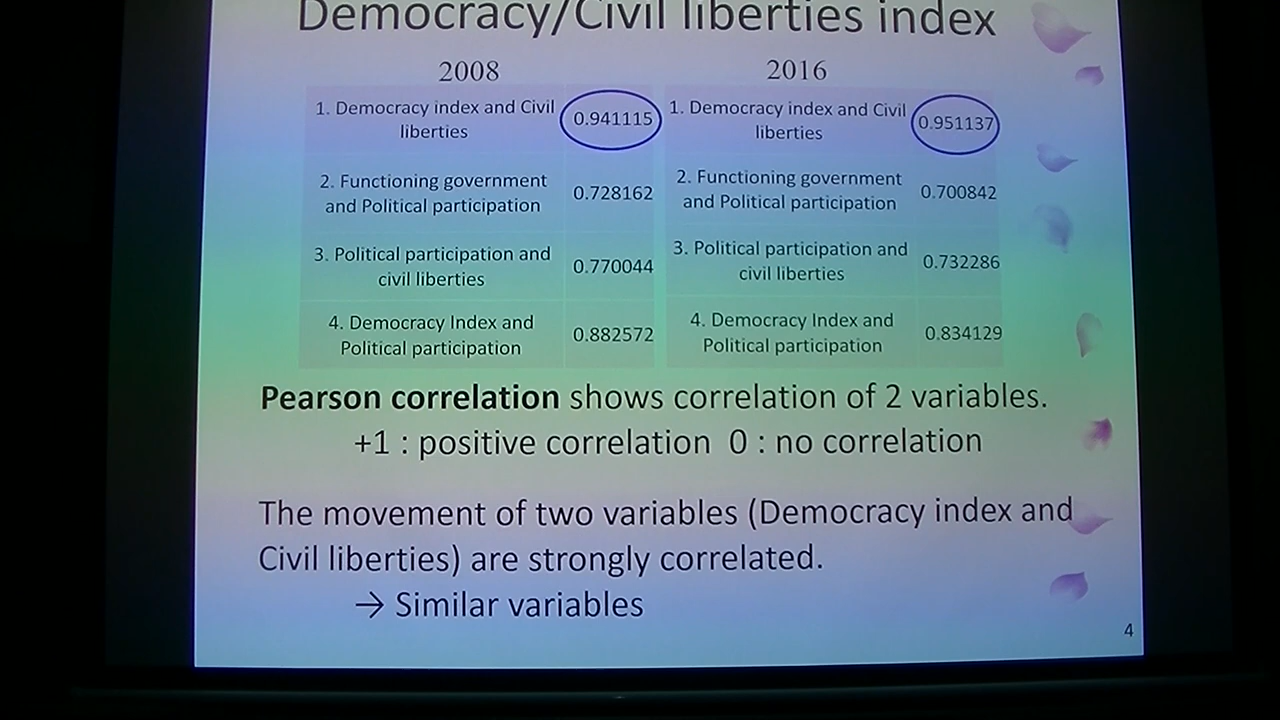 Democracy/Civil liberties index
2008
2016
1. Democracy index and Civil
liberties
0.941115
1. Democracy index and Civil
liberties
0.951137
2. Functioning government
and Political participation
0.728162
2. Functioning government
and Political participation
0.700842
3. Political participation and
civil liberties
0.770044
3. Political participation and
civil liberties
0.732286
4. Democracy Index and
Political participation
0.882572
4. Democracy Index and
Political participation
0.834129
Pearson correlation shows correlation of 2 variables.
+1 : positive correlation 0 : no correlation
The movement of two variables (Democracy index and
Civil liberties) are strongly correlated.
→ Similar variables
4